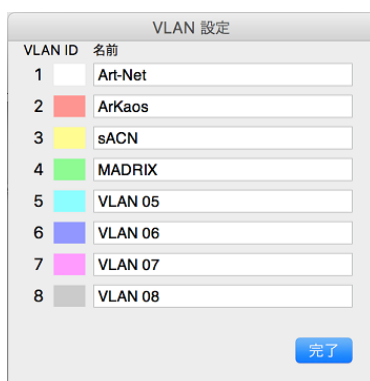 VLAN 設定
VLAN ID 名前
1 Art-Net
2 ArKaos
3 sACN
4 MADRIX
5 VLAN 05
6 VLAN 06
7 VLAN 07
8 VLAN 08
完了